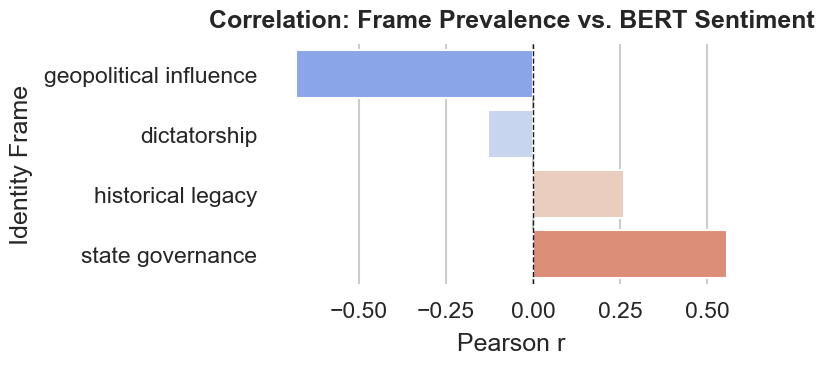 Correlation: Frame Prevalence vs. BERT Sentiment
Identity Frame
geopolitical influence
dictatorship
historical legacy
state governance
−0.50 −0.25 0.00 0.25 0.50
Pearson r